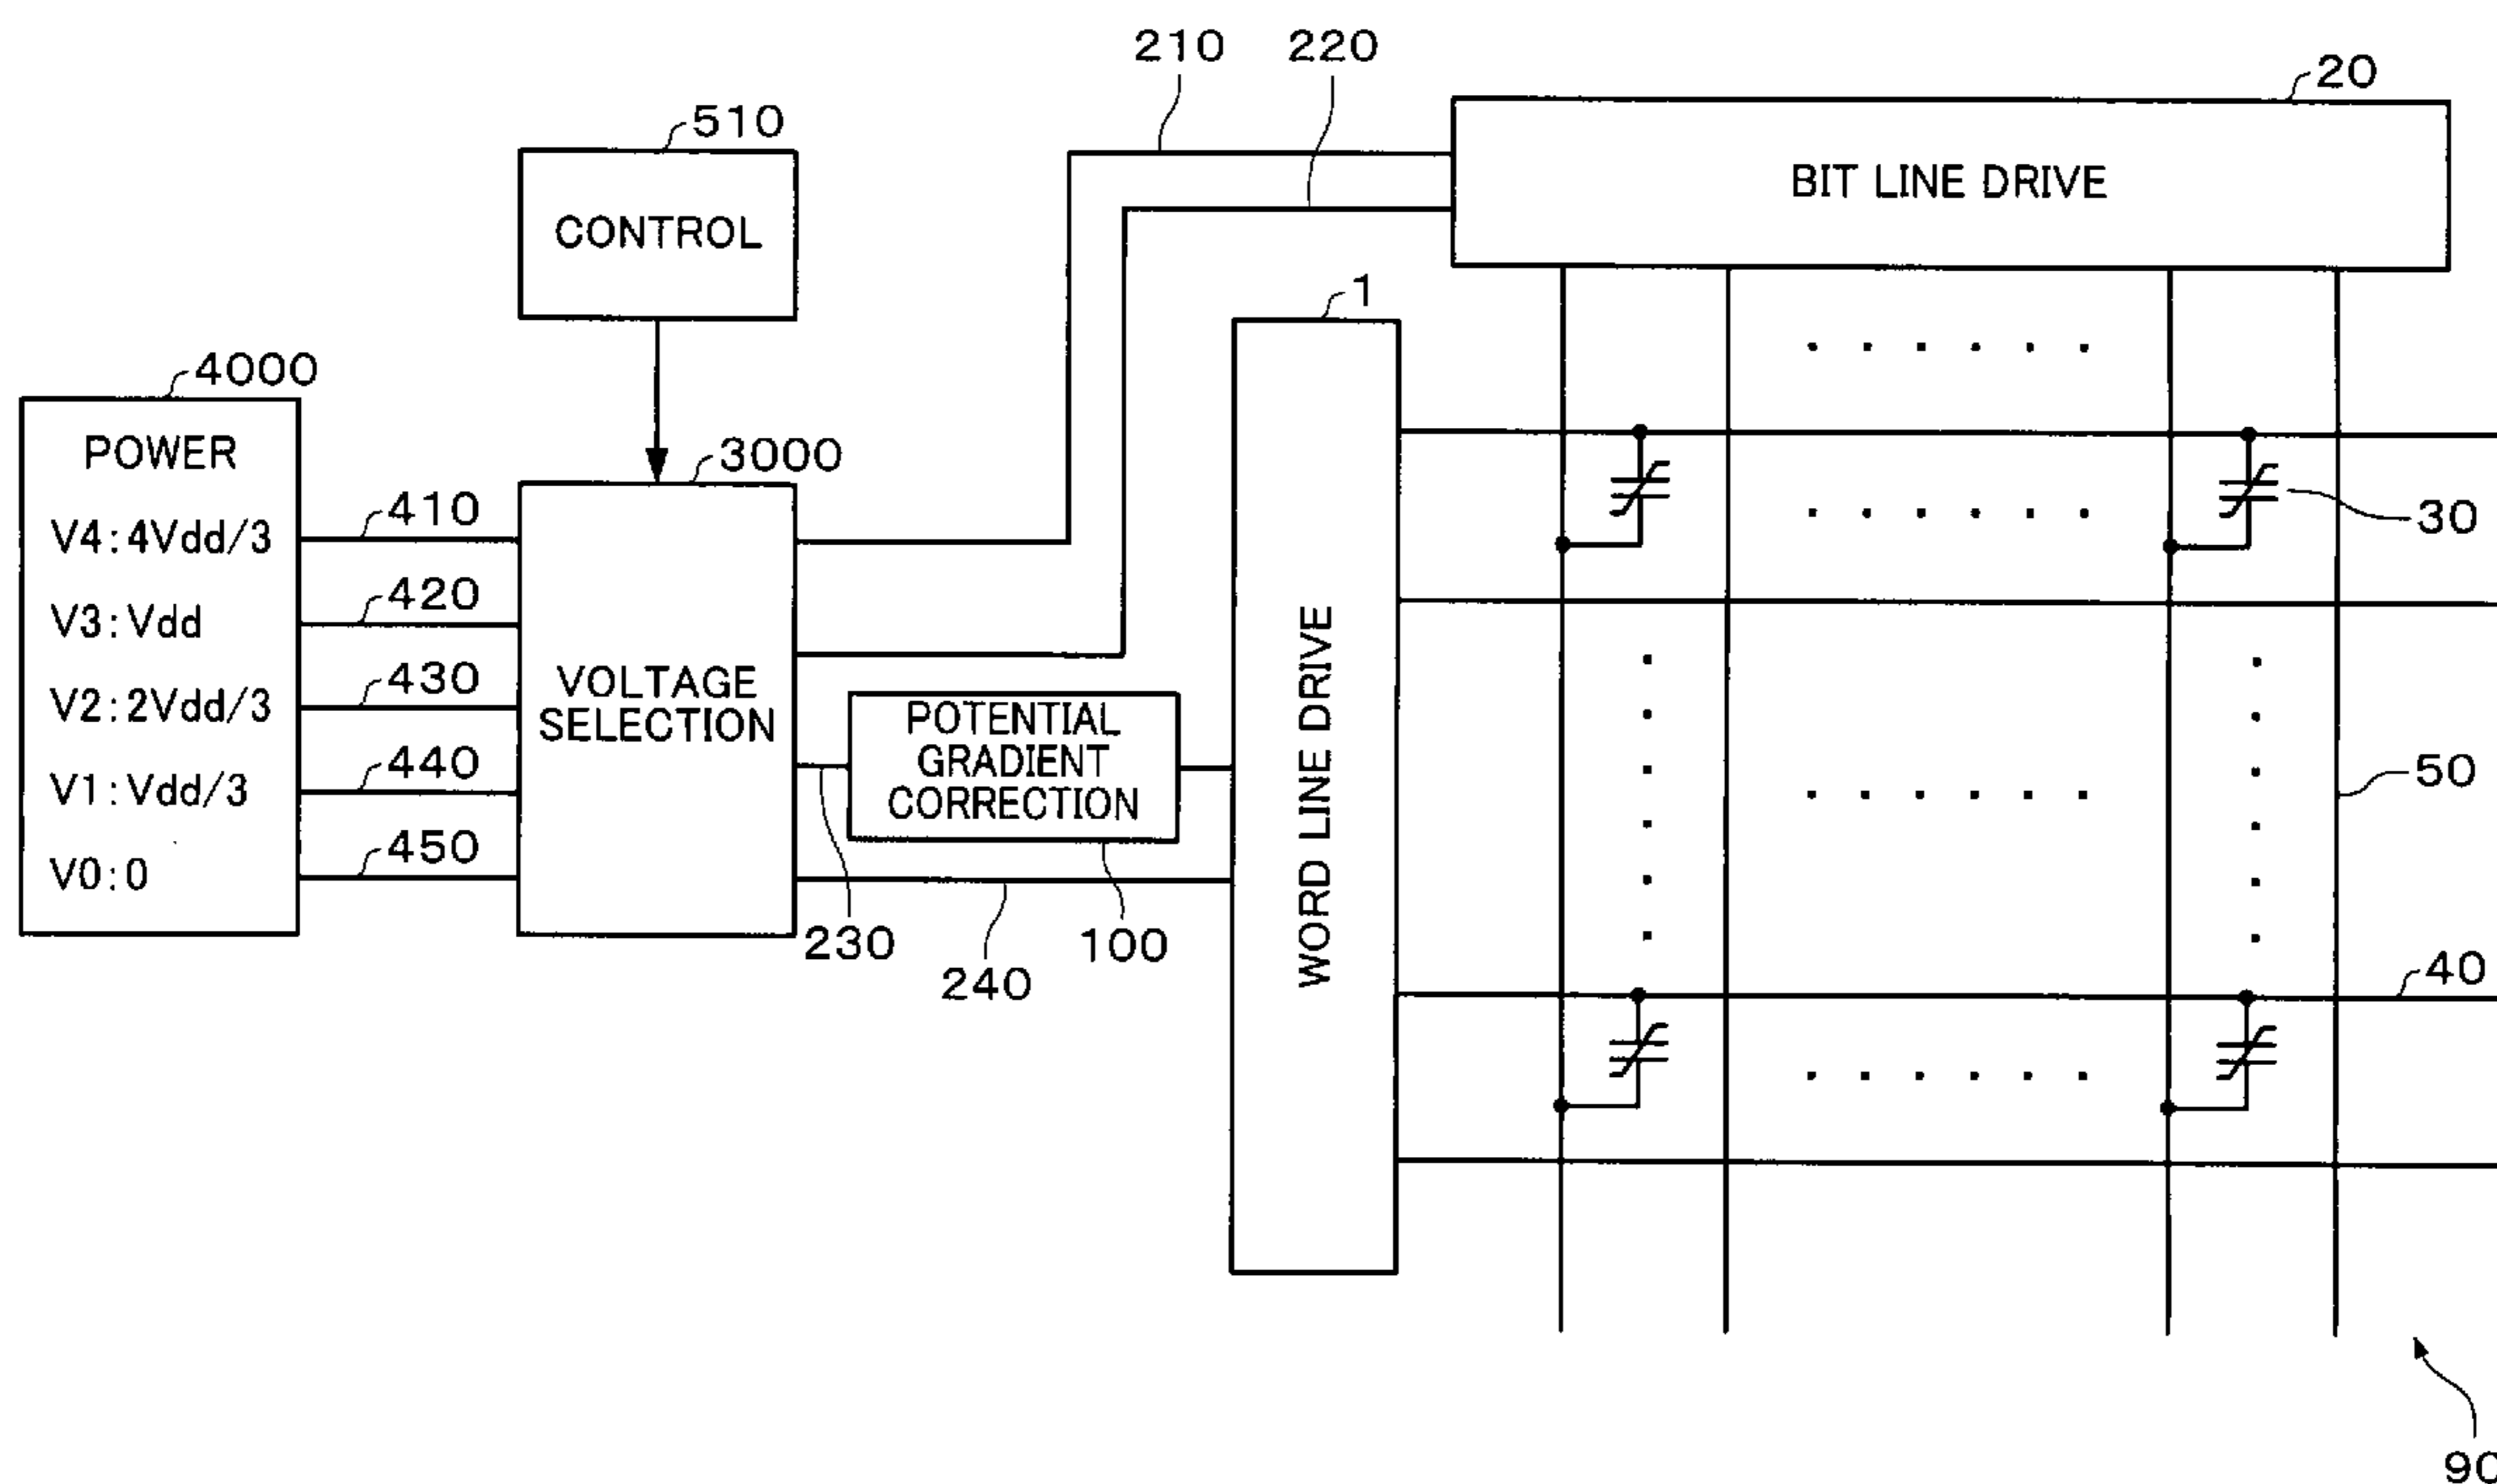 210
220
20
510
BIT LINE DRIVE
CONTROL
1
4000
POWER
3000
V4:4Vdd/3
410
30
V3:Vdd
420
V2:2Vdd/3
430
VOLTAGE
SELECTION
POTENTIAL
GRADIENT
CORRECTION
WORD LINE DRIVE
V1:Vdd/3
440
50
V0:0
450
230
100
240
40
90